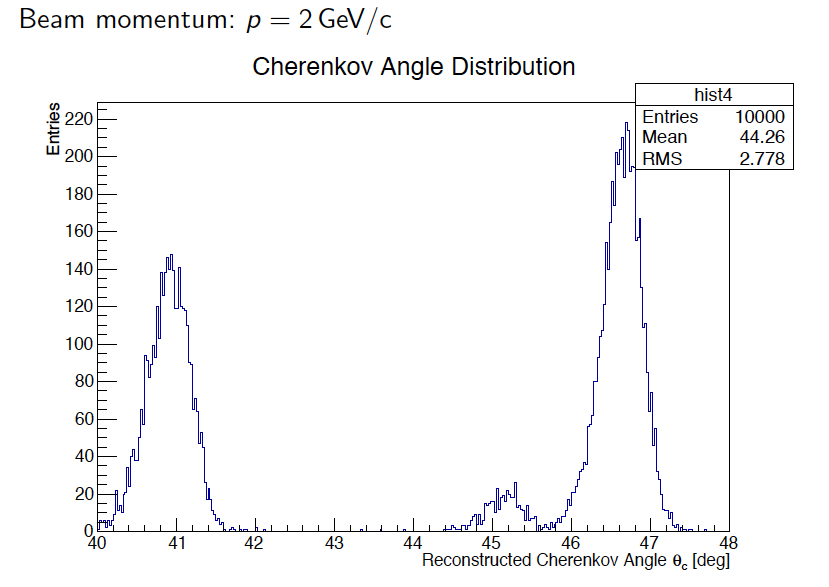 Beam momentum: p = 2 GeV/c
Cherenkov Angle Distribution
hist4
Entries 10000
Mean 44.26
RMS 2.778
Entries
220
200
180
160
140
120
100
80
60
40
20
0
40 41 42 43 44 45 46 47 48
Reconstructed Cherenkov Angle θc [deg]